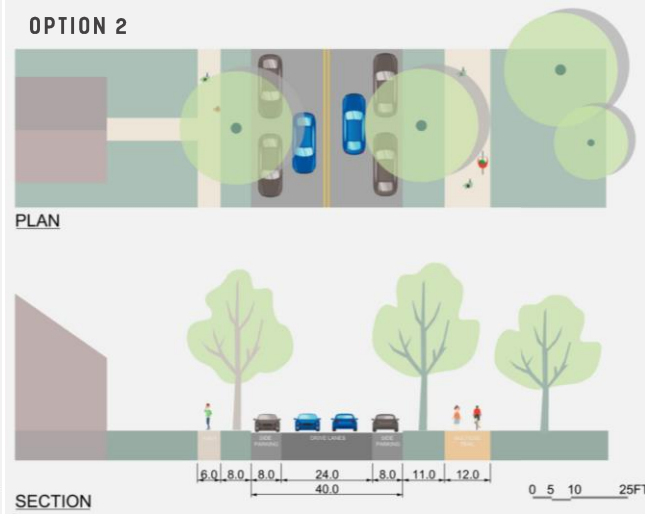 OPTION 2
PLAN
SIDE PARKING
DRIVE LANES
SIDE PARKING
6.0 8.0 8.0 24.0 8.0 11.0 12.0
40.0
0 5 10 25FT
SECTION